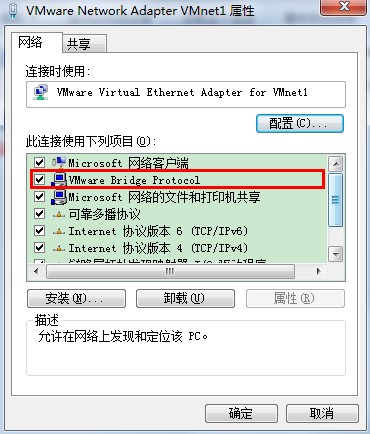 VMware Network Adapter VMnet1 属性
网络
共享
连接时使用:
VMware Virtual Ethernet Adapter for VMnet1
配置(C)...
此连接使用下列项目(O):
Microsoft 网络客户端
VMware Bridge Protocol
Microsoft 网络的文件和打印机共享
可靠多播协议
Internet 协议版本 6 (TCP/IPv6)
Internet 协议版本 4 (TCP/IPv4)
安装(N)...
卸载(U)
属性(R)
描述
允许在网络上发现和定位该 PC。
确定
取消